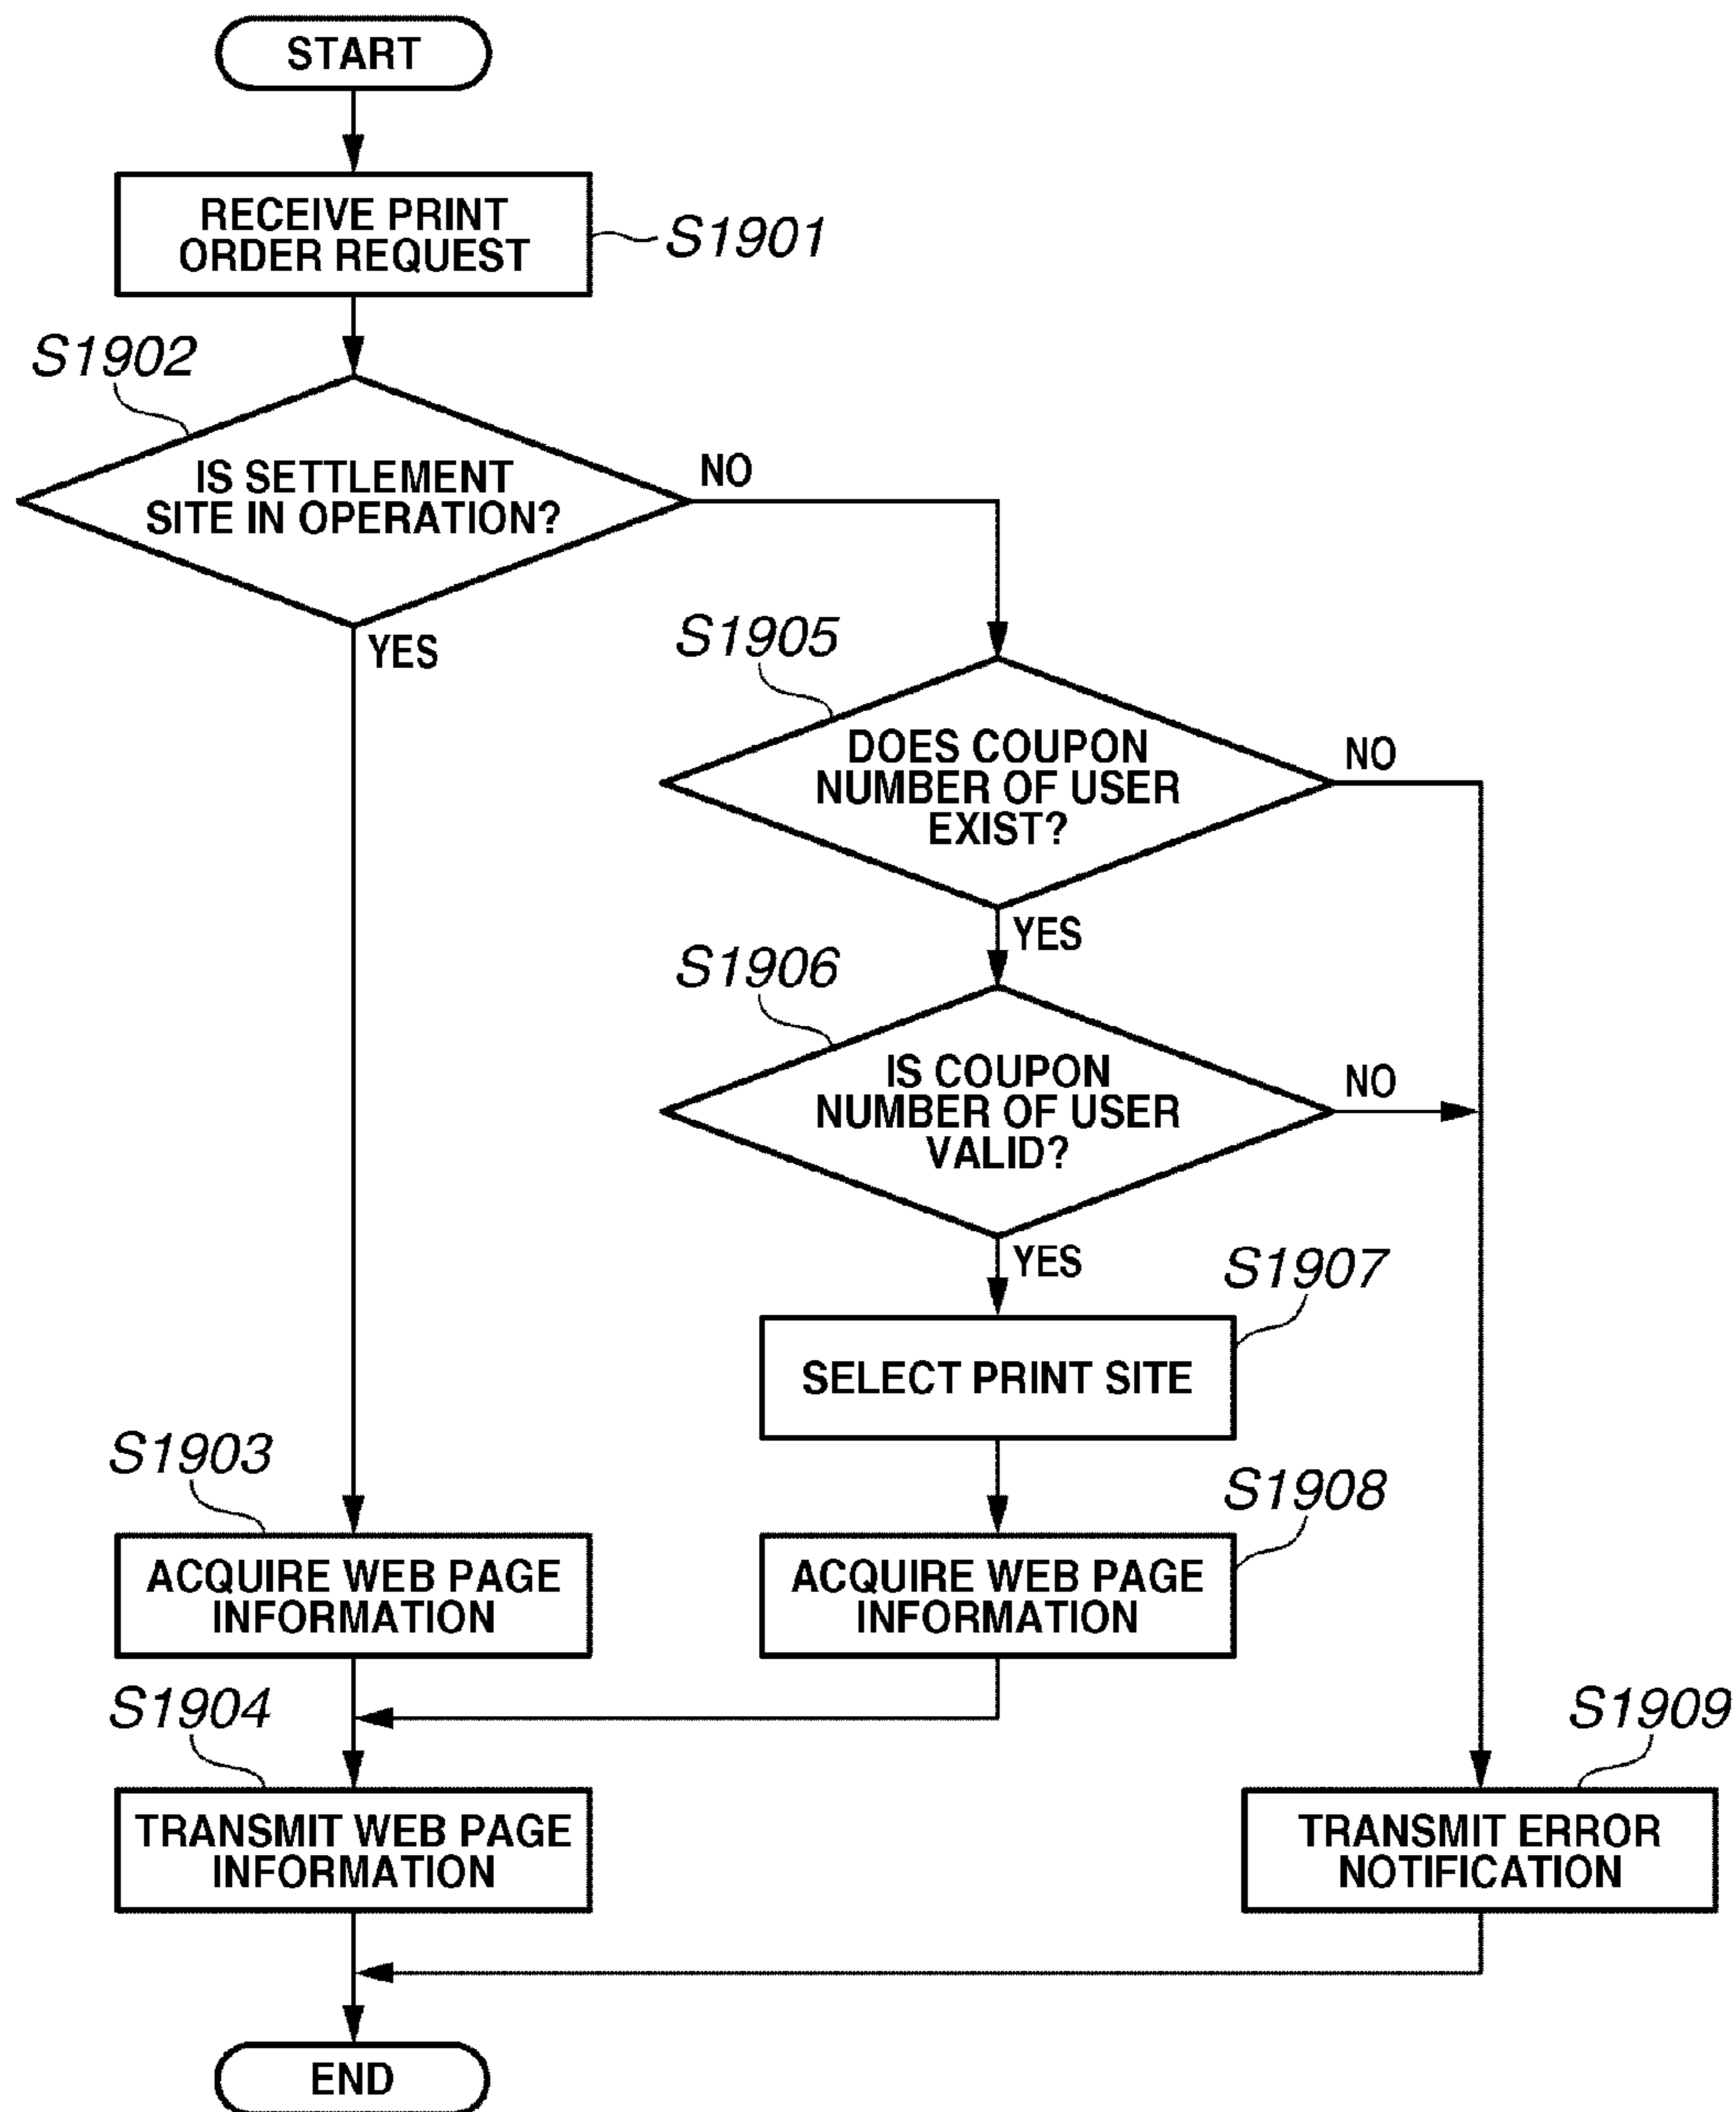 START
RECEIVE PRINT
ORDER REQUEST
S1901
S1902
IS SETTLEMENT
SITE IN OPERATION?
NO
YES
S1905
DOES COUPON
NUMBER OF USER
EXIST?
NO
YES
S1906
IS COUPON
NUMBER OF USER
VALID?
NO
YES
S1907
SELECT PRINT SITE
S1903
ACQUIRE WEB PAGE
INFORMATION
S1908
ACQUIRE WEB PAGE
INFORMATION
S1904
TRANSMIT WEB PAGE
INFORMATION
S1909
TRANSMIT ERROR
NOTIFICATION
END